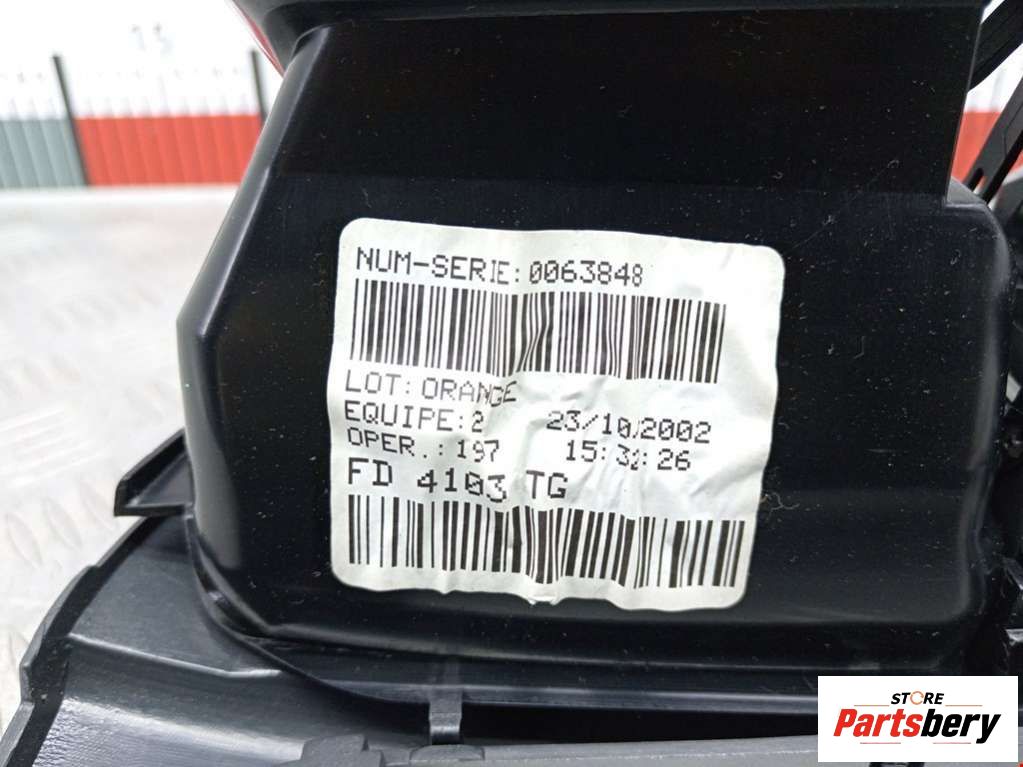 NUM-SERIE:0063848
LOT:ORANGE
EQUIPE:2 23/10/2002
OPER.:197 15:32:26
FD 4103 TG
STORE
Partsbery